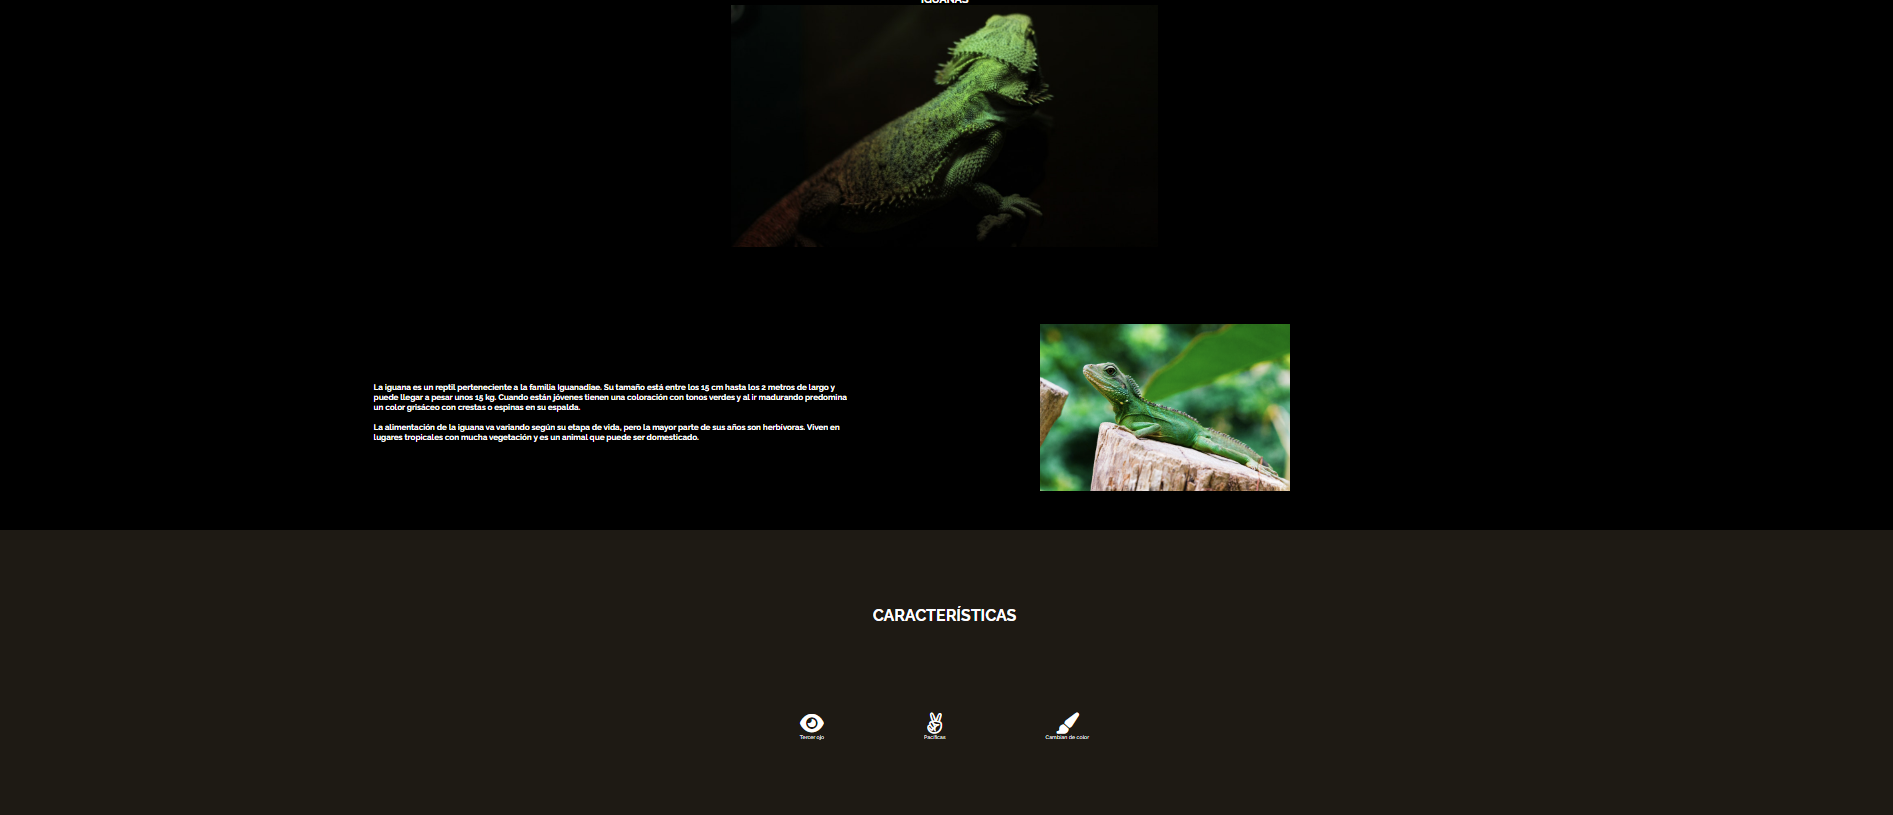 IGUANAS
La iguana es un reptil perteneciente a la familia Iguanadiae. Su tamaño está entre los 15 cm hasta los 2 metros de largo y
puede llegar a pesar unos 15 kg. Cuando están jóvenes tienen una coloración con tonos verdes y al ir madurando predomina
un color grisáceo con crestas o espinas en su espalda.
La alimentación de la iguana va variando según su etapa de vida, pero la mayor parte de sus años son herbívoras. Viven en
lugares tropicales con mucha vegetación y es un animal que puede ser domesticado.
CARACTERÍSTICAS
Tercer ojo
Pacíficas
Cambian de color